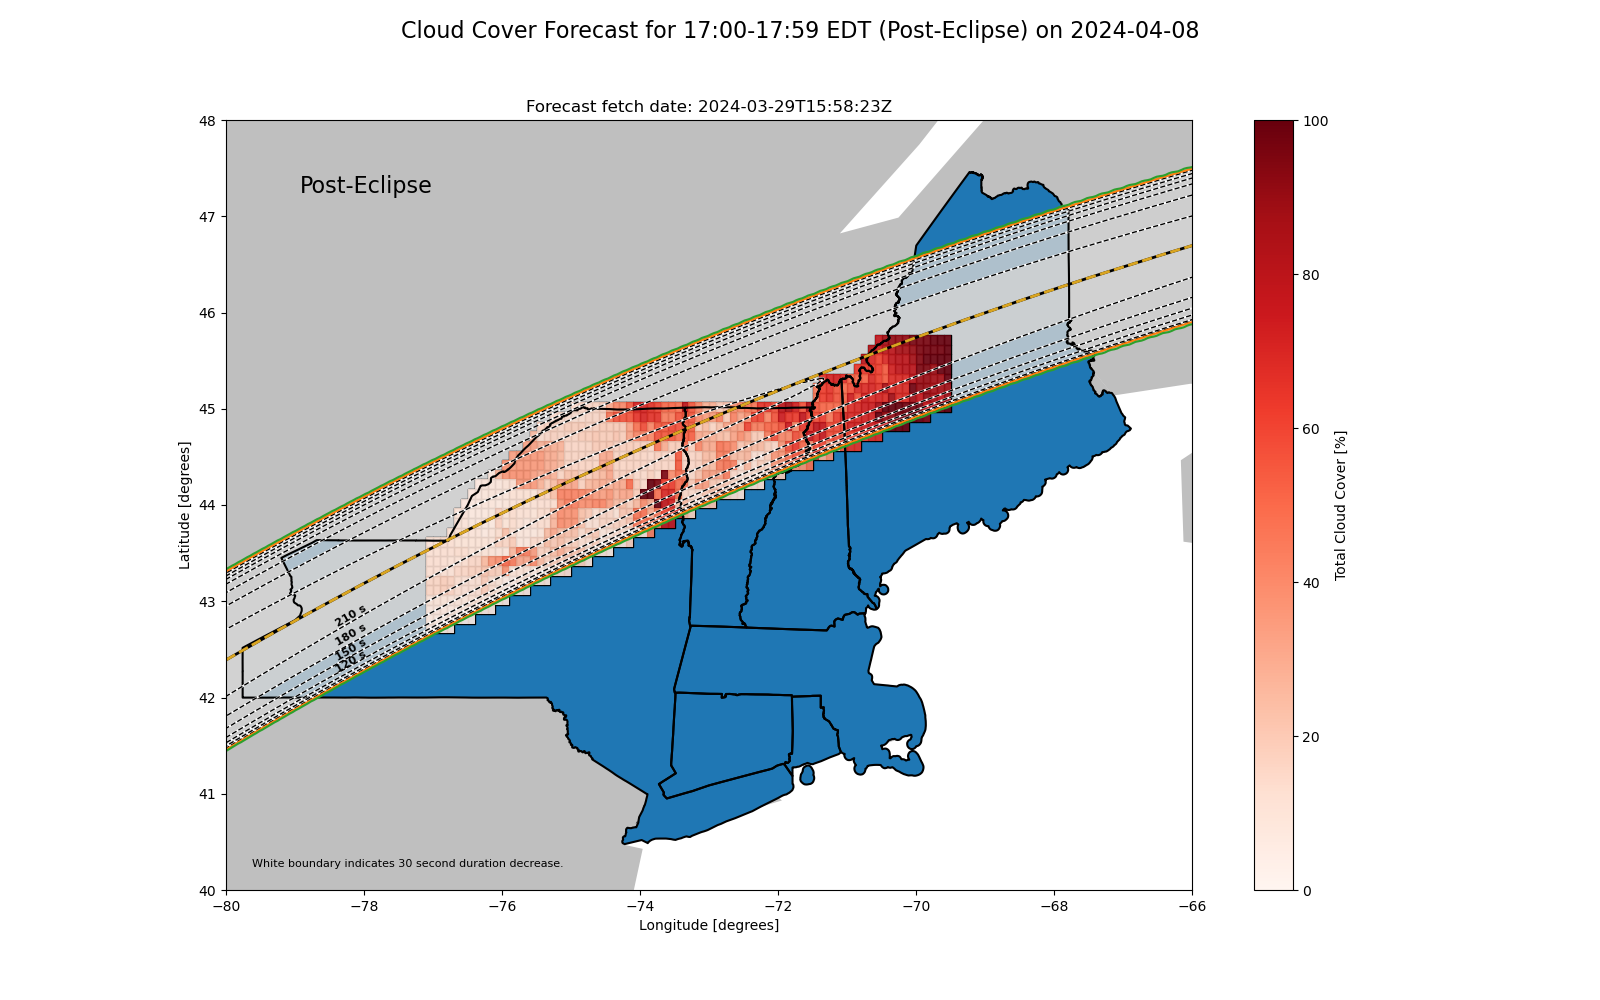 Cloud Cover Forecast for 17:00-17:59 EDT (Post-Eclipse) on 2024-04-08
Forecast fetch date: 2024-03-29T15:58:23Z
48
47
46
45
44
43
42
41
40
Latitude [degrees]
Post-Eclipse
210 s
180 s
150 s
120 s
White boundary indicates 30 second duration decrease.
−80
−78
−76
−74
−72
−70
−68
−66
Longitude [degrees]
100
80
60
40
20
0
Total Cloud Cover [%]